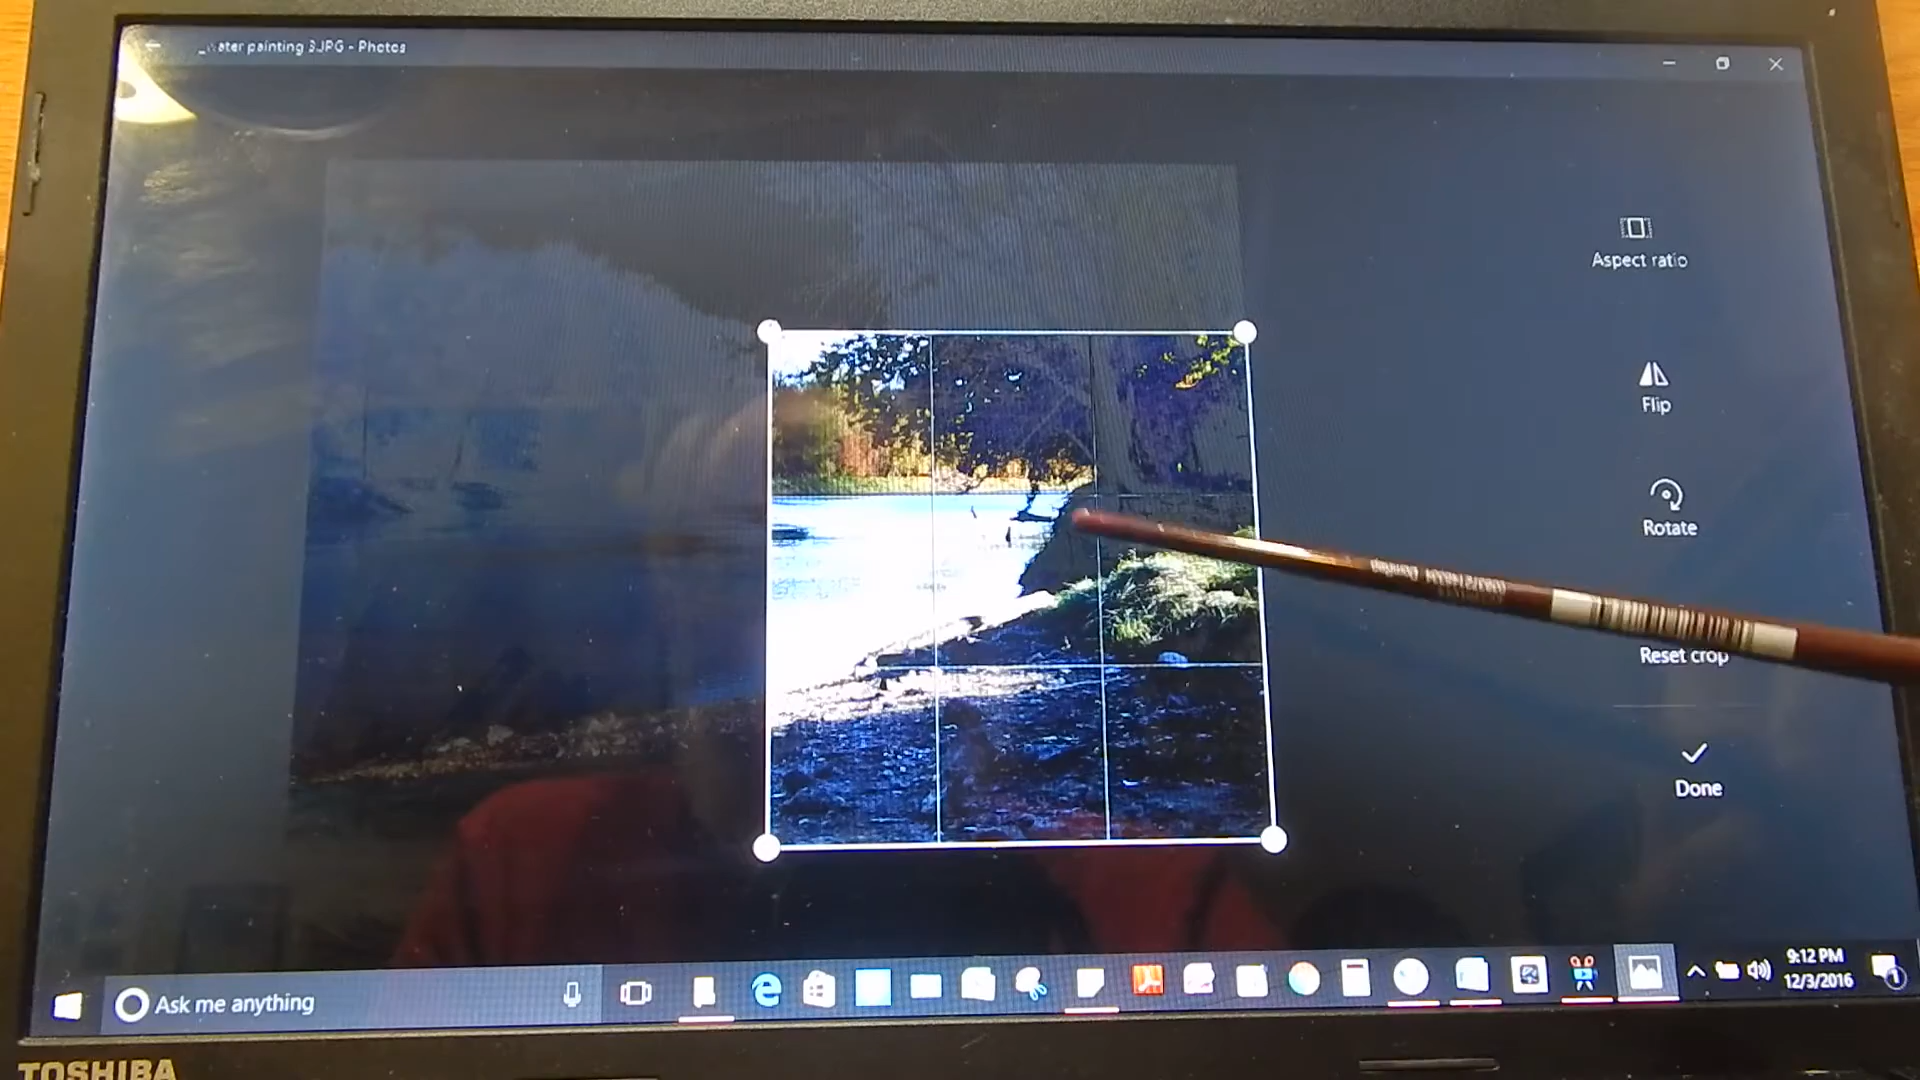 ater painting 3.JPG - Photos
Aspect ratio
Flip
Rotate
Reset crop
Done
Ask me anything
9:12 PM
12/3/2016
1
TOSHIBA